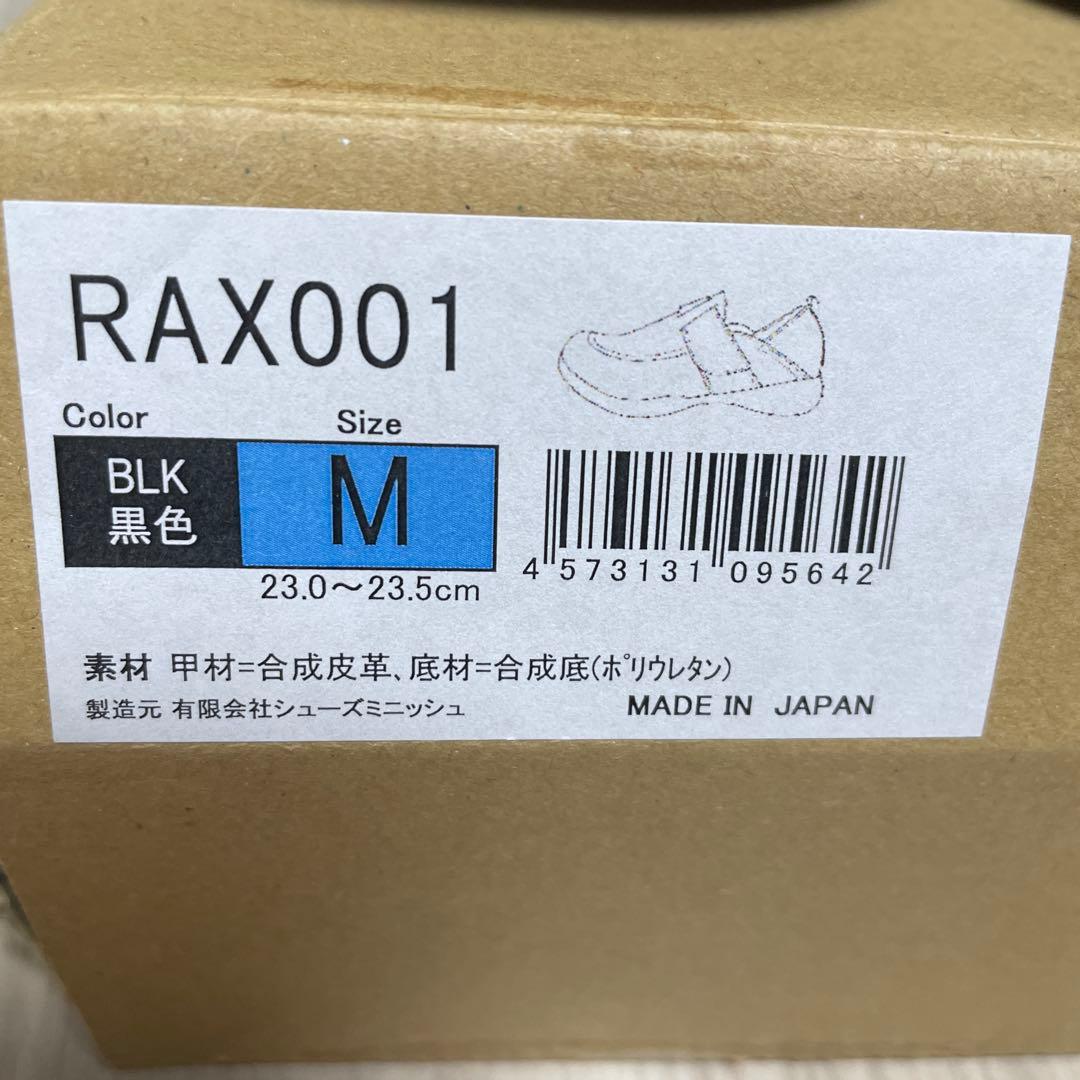 RAX001
Color Size
BLK M
黒色
23.0～23.5cm
4 573131 095642
素材 甲材=合成皮革、底材=合成底(ﾎﾟﾘｳﾚﾀﾝ)
製造元 有限会社シューズミニッシュ MADE IN JAPAN